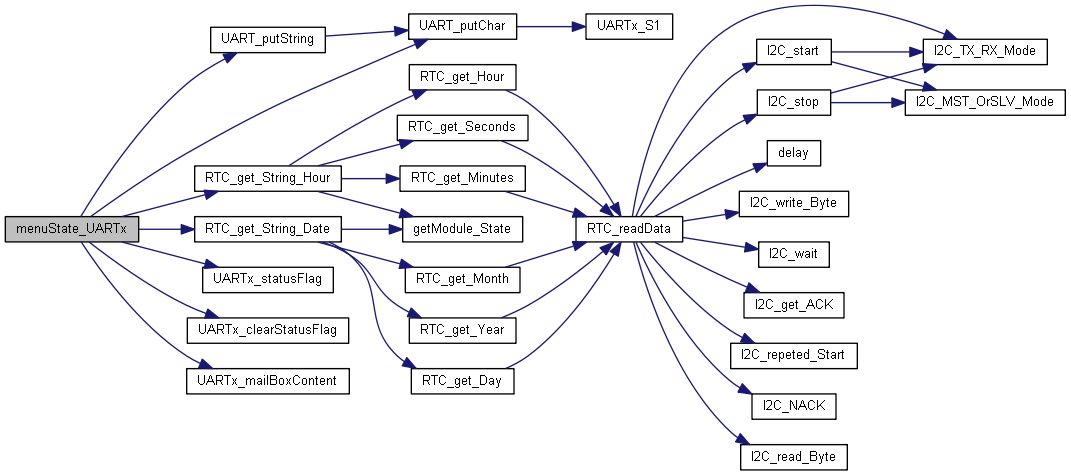 menuState_UARTx
UART_putString
RTC_get_String_Hour
RTC_get_String_Date
UARTx_statusFlag
UARTx_clearStatusFlag
UARTx_mailBoxContent
UART_putChar
RTC_get_Hour
RTC_get_Seconds
RTC_get_Minutes
getModule_State
RTC_get_Month
RTC_get_Year
RTC_get_Day
UARTx_S1
RTC_readData
I2C_start
I2C_stop
delay
I2C_write_Byte
I2C_wait
I2C_get_ACK
I2C_repeted_Start
I2C_NACK
I2C_read_Byte
I2C_TX_RX_Mode
I2C_MST_OrSLV_Mode